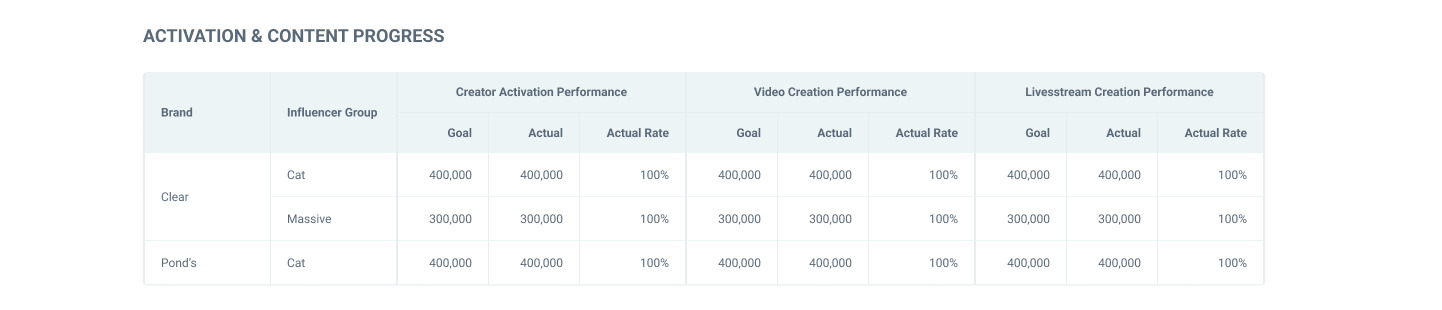 ACTIVATION & CONTENT PROGRESS
Brand Influencer Group Creator Activation Performance Video Creation Performance Livesstream Creation Performance
Goal Actual Actual Rate Goal Actual Actual Rate Goal Actual Actual Rate
Clear Cat 400,000 400,000 100% 400,000 400,000 100% 400,000 400,000 100%
Massive 300,000 300,000 100% 300,000 300,000 100% 300,000 300,000 100%
Pond's Cat 400,000 400,000 100% 400,000 400,000 100% 400,000 400,000 100%